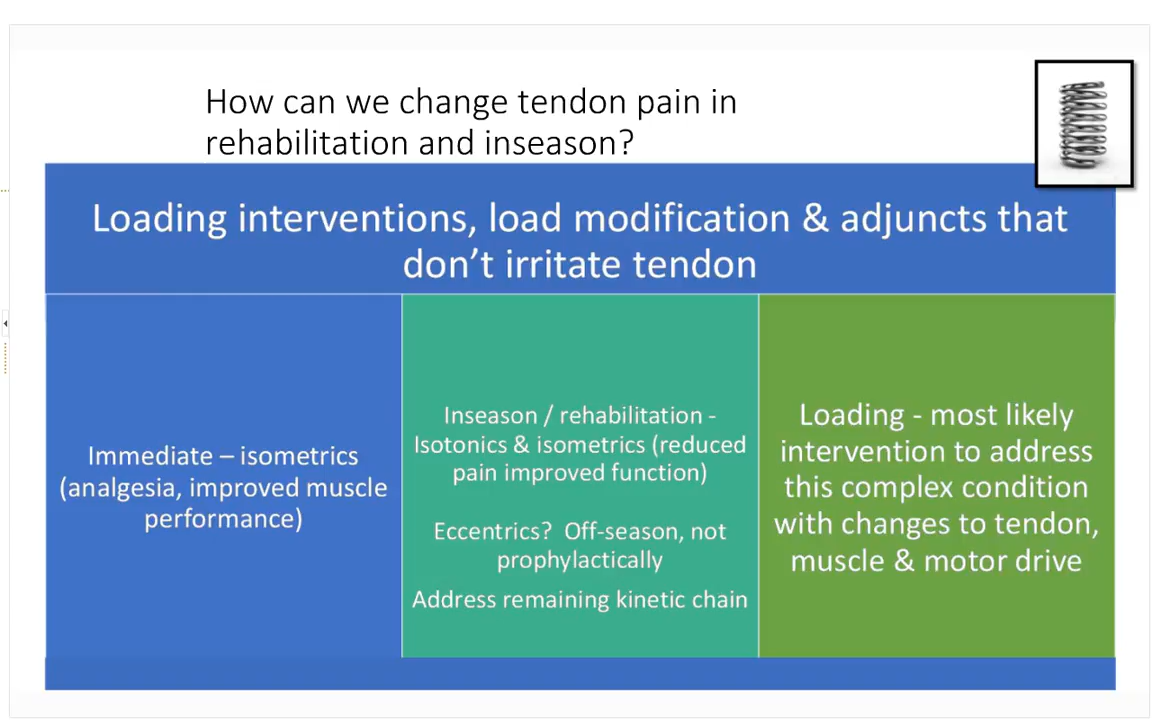 How can we change tendon pain in
rehabilitation and inseason?
Loading interventions, load modification & adjuncts that
don't irritate tendon
Immediate – isometrics
(analgesia, improved muscle
performance)
Inseason / rehabilitation -
Isotonics & isometrics (reduced
pain improved function)
Eccentrics?  Off-season, not
prophylactically
Address remaining kinetic chain
Loading - most likely
intervention to address
this complex condition
with changes to tendon,
muscle & motor drive